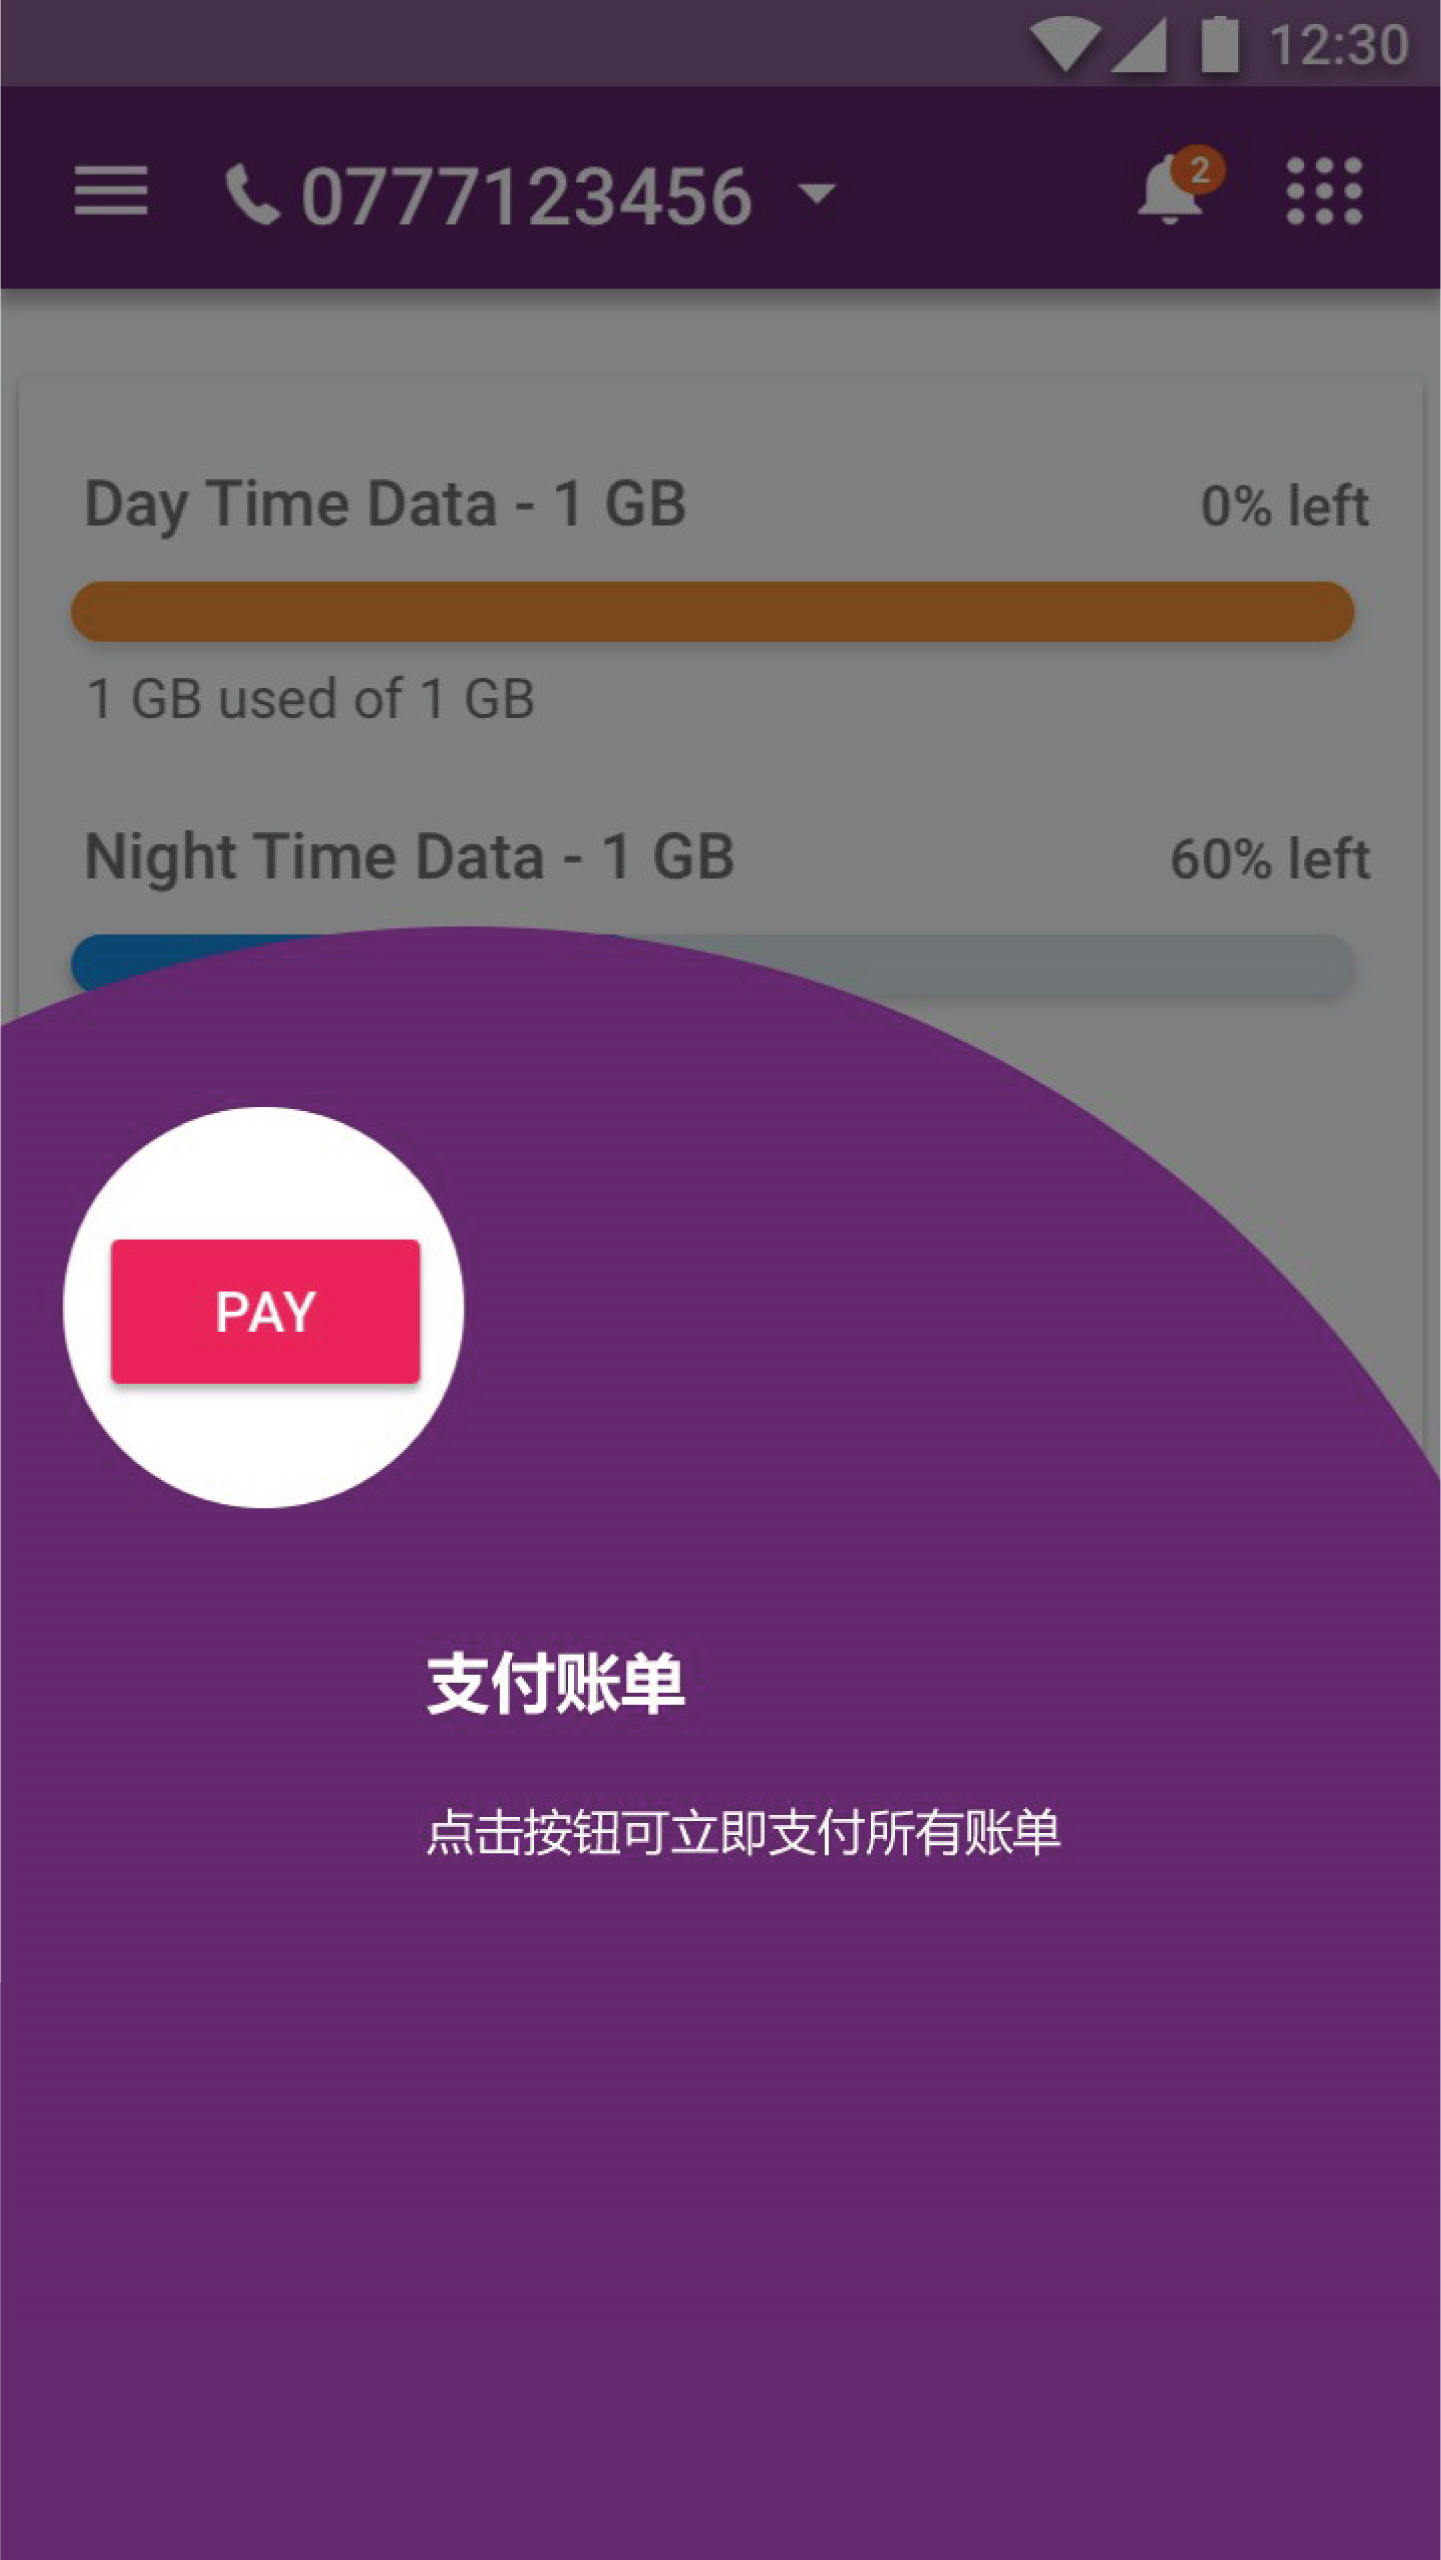 12:30
0777123456
2
Day Time Data - 1 GB
0% left
1 GB used of 1 GB
Night Time Data - 1 GB
60% left
PAY
支付账单
点击按钮可立即支付所有账单